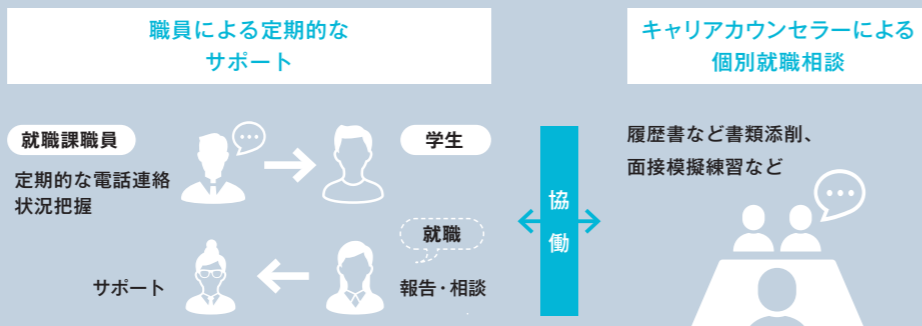 職員による定期的な
サポート
就職課職員
定期的な電話連絡
状況把握
学生
サポート
就職
報告・相談
協働
キャリアカウンセラーによる
個別就職相談
履歴書など書類添削、
面接模擬練習など